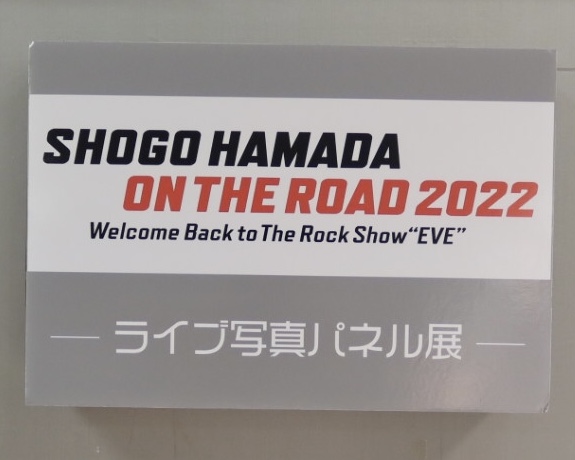 SHOGO HAMADA
ON THE ROAD 2022
Welcome Back to The Rock Show“EVE”
— ライブ写真パネル展 —